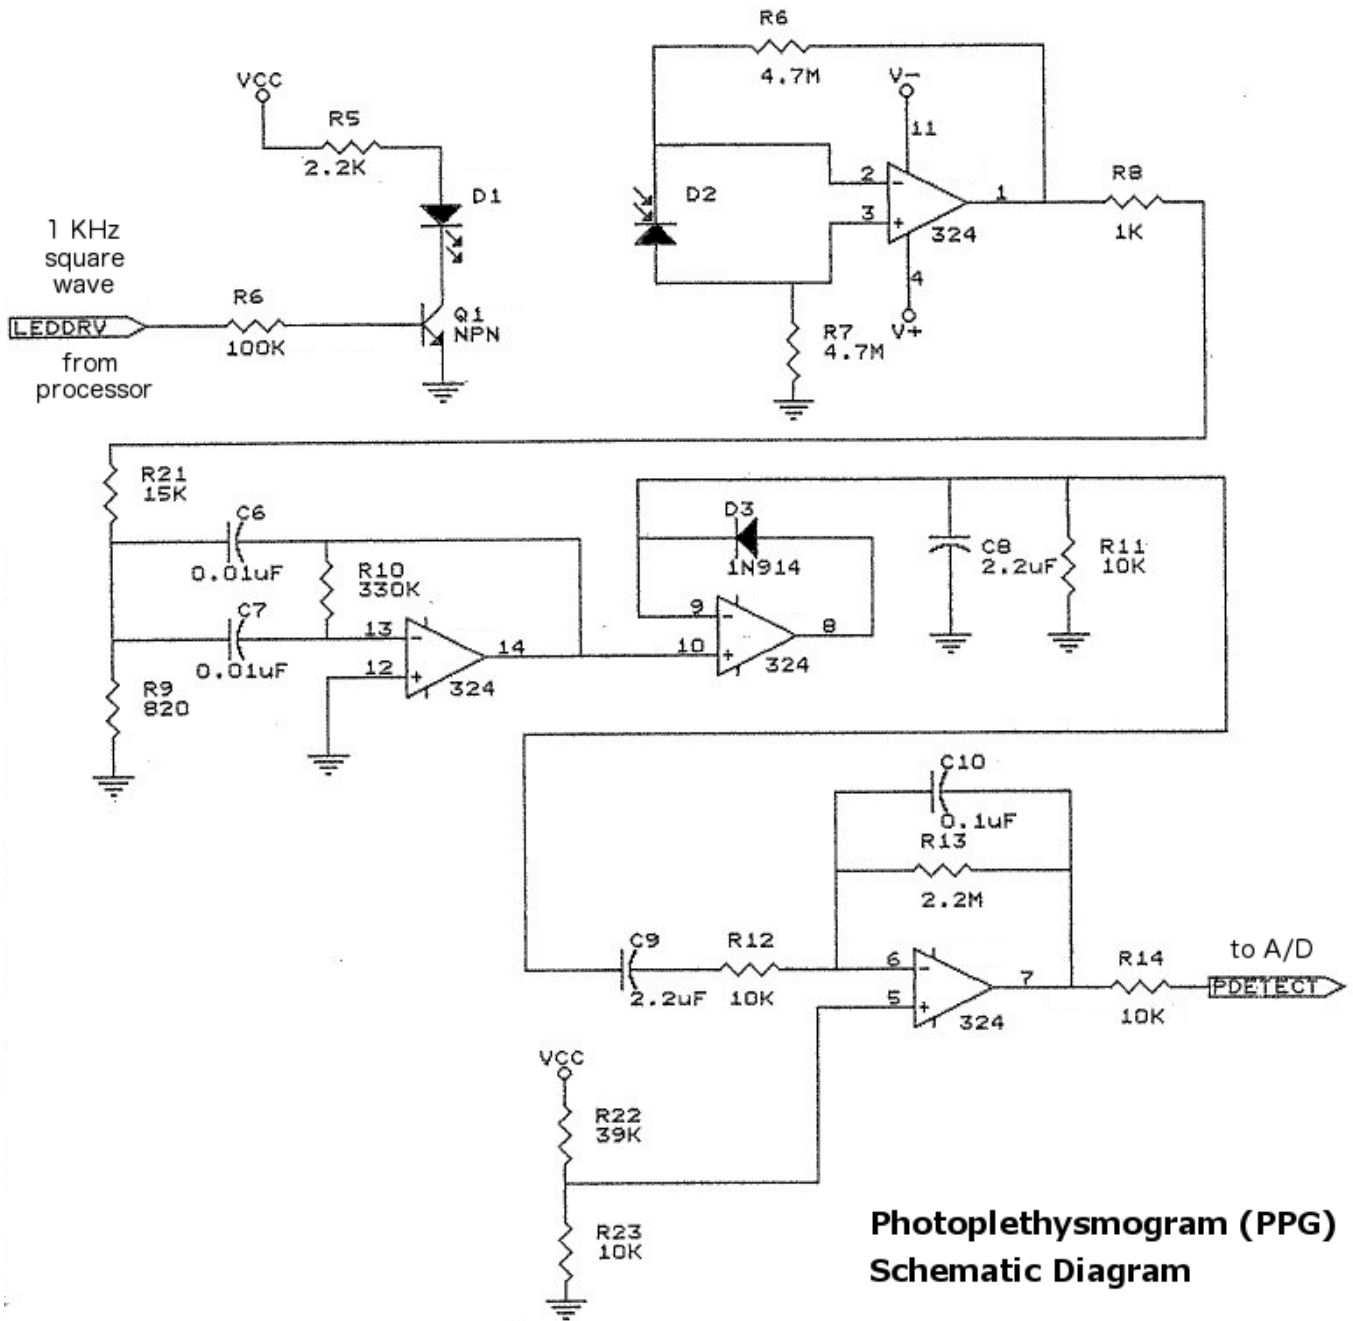 VCC
R5
2.2K
D1
1 KHz
square
wave
LEDDRV
from
processor
R6
100K
Q1
NPN
R6
4.7M
V-
11
D2
2
-
3
+
1
324
4
V+
R7
4.7M
R8
1K
R21
15K
C6
0.01uF
R10
330K
C7
0.01uF
13
-
12
+
14
324
R9
820
D3
1N914
9
-
10
+
8
324
C8
2.2uF
R11
10K
C10
0.1uF
R13
2.2M
C9
2.2uF
R12
10K
6
-
5
+
7
324
R14
10K
to A/D
PDETECT
VCC
R22
39K
R23
10K
Photoplethysmogram (PPG)
Schematic Diagram